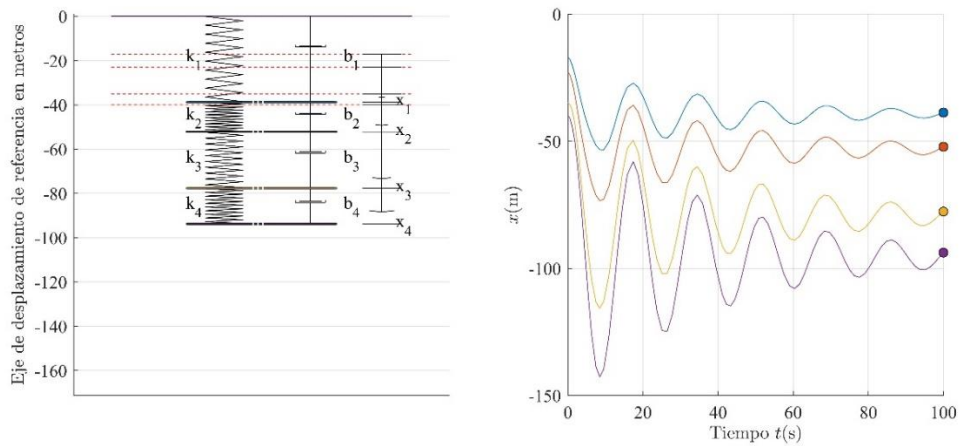 Eje de desplazamiento de referencia en metros
0
-20
-40
-60
-80
-100
-120
-140
-160
k1
k2
k3
k4
b1
b2
b3
b4
x1
x2
x3
x4
x(m)
0
-50
-100
-150
0 20 40 60 80 100
Tiempo t(s)